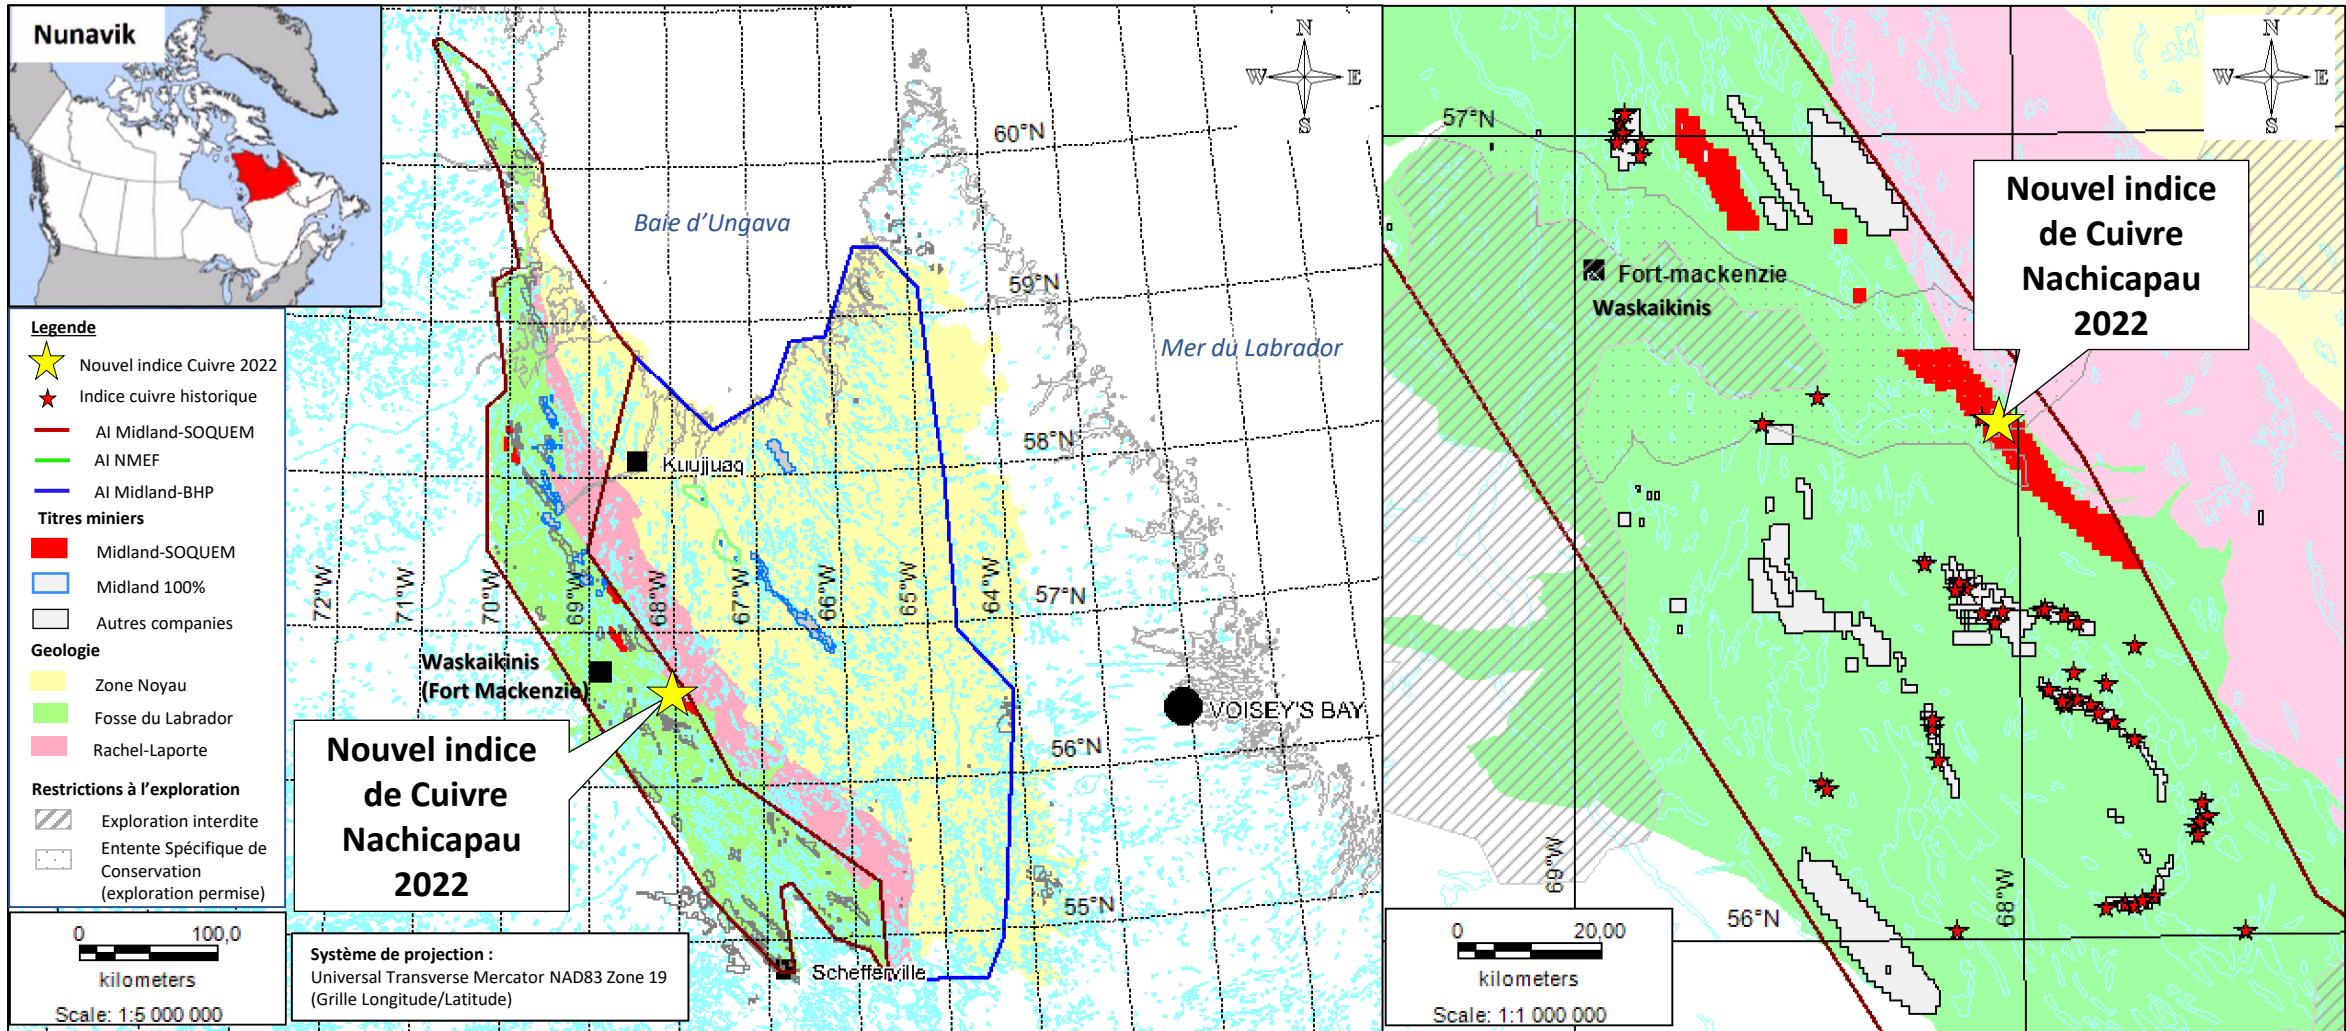 Nunavik
Legende
Nouvel indice Cuivre 2022
Indice cuivre historique
AI Midland-SOQUEM
AI NMEF
AI Midland-BHP
Titres miniers
Midland-SOQUEM
Midland 100%
Autres companies
Geologie
Zone Noyau
Fosse du Labrador
Rachel-Laporte
Restrictions à l'exploration
Exploration interdite
Entente Spécifique de
Conservation
(exploration permise)
0 100,0
kilometers
Scale: 1:5 000 000
N
W E
S
Baie d'Ungava
Mer du Labrador
60°N
59°N
58°N
57°N
56°N
55°N
72°W
71°W
70°W
69°W
68°W
67°W
66°W
65°W
64°W
Kuujjuaq
Waskaikinis
(Fort Mackenzie)
VOISEY'S BAY
Nouvel indice
de Cuivre
Nachicapau
2022
Schefferville
Système de projection :
Universal Transverse Mercator NAD83 Zone 19
(Grille Longitude/Latitude)
N
W E
S
57°N
Fort-mackenzie
Waskaikinis
Nouvel indice
de Cuivre
Nachicapau
2022
69°W
68°W
56°N
0 20,00
kilometers
Scale: 1:1 000 000